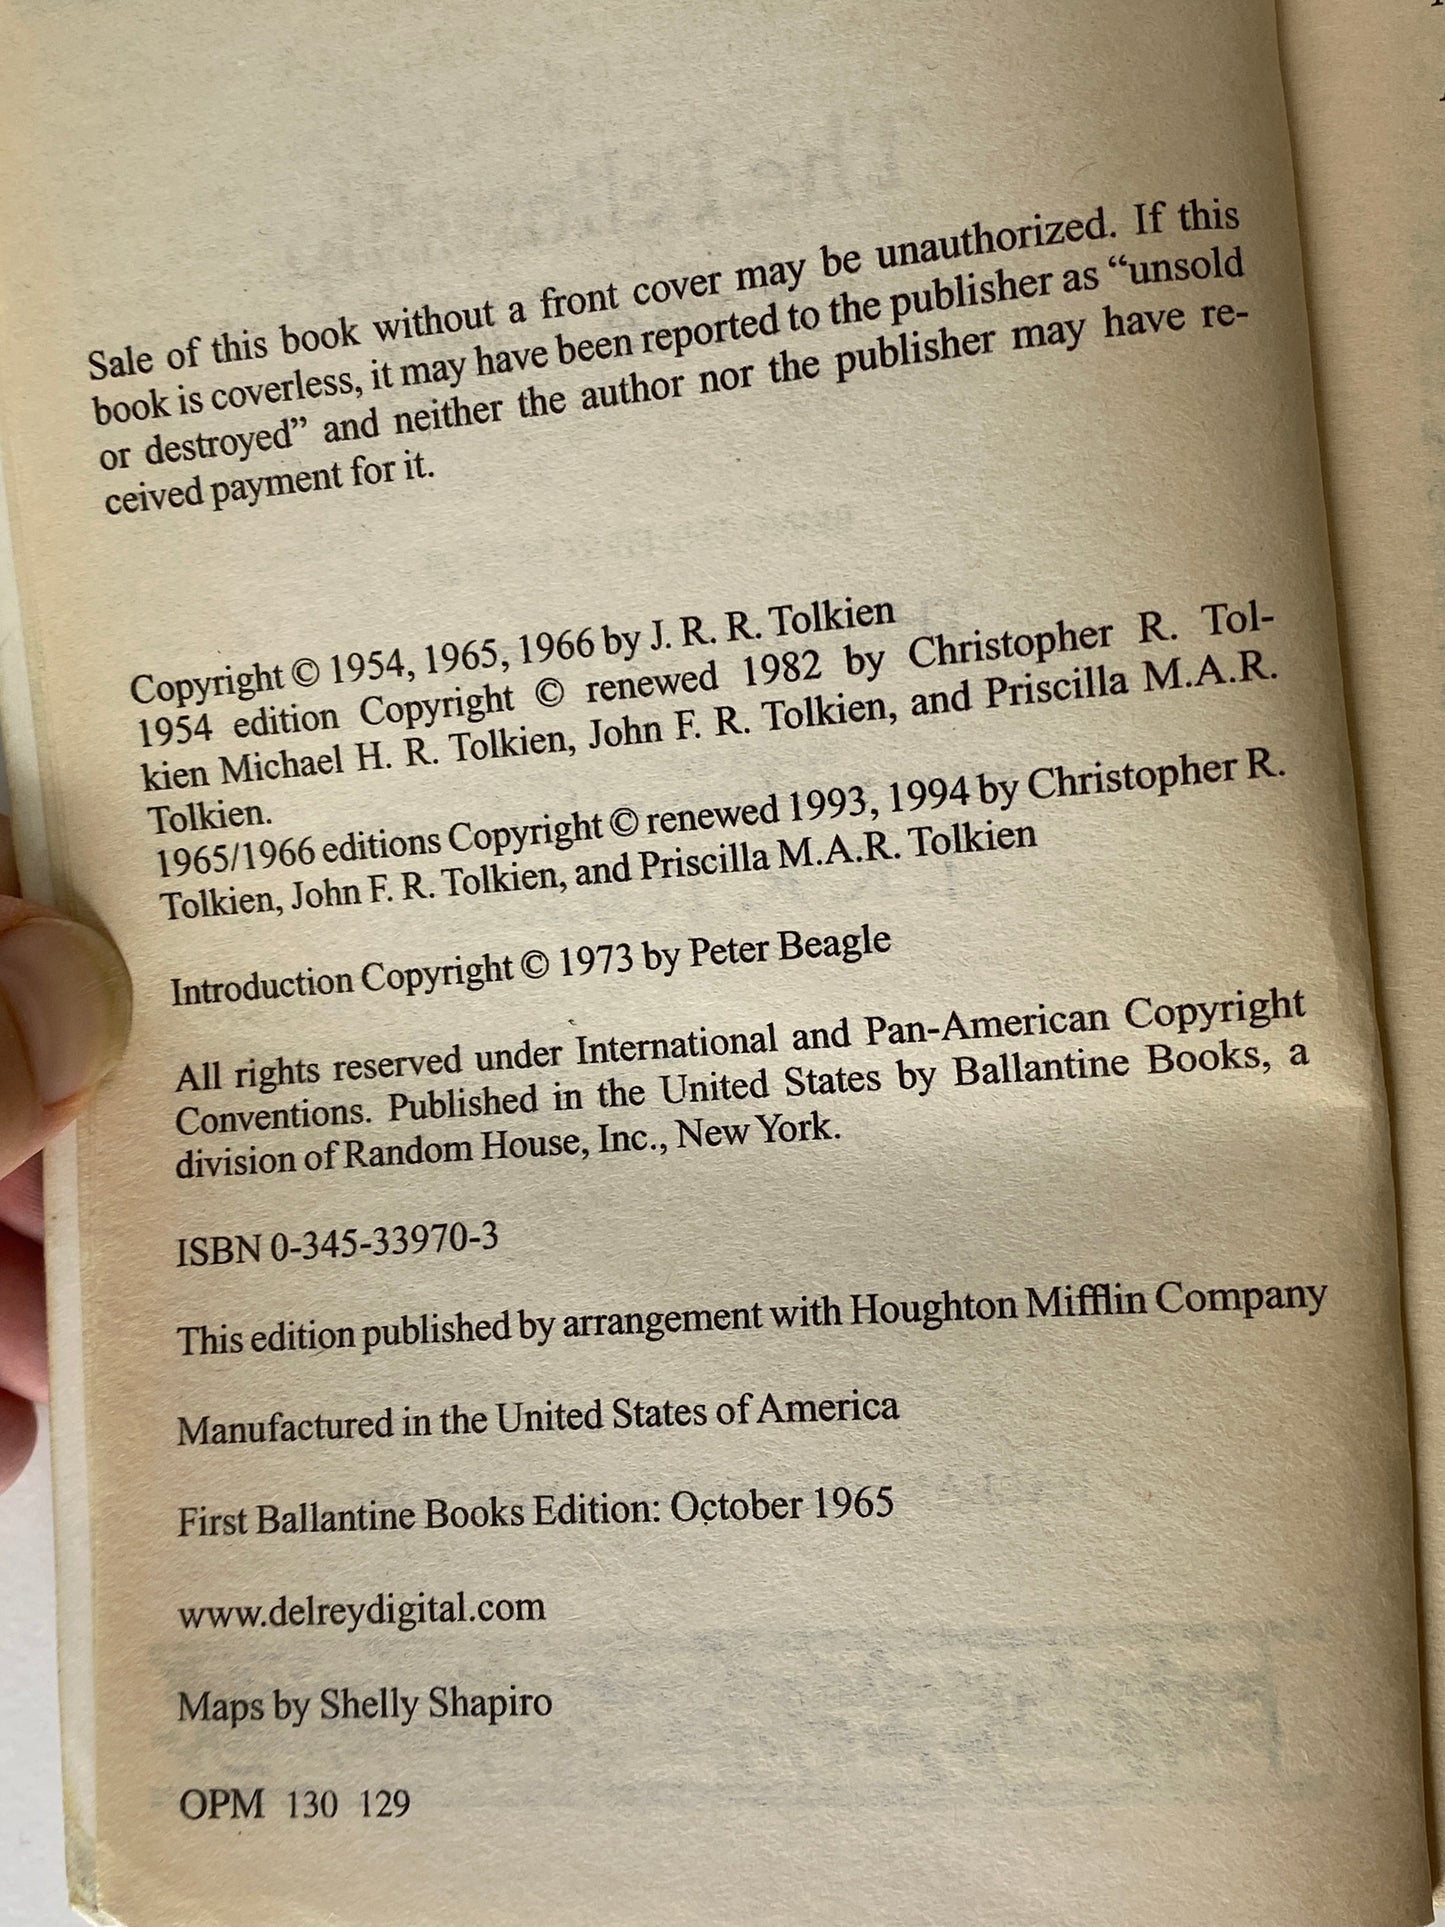 Sale of this book without a front cover may be unauthorized. If this
book is coverless, it may have been reported to the publisher as “unsold
or destroyed” and neither the author nor the publisher may have re-
ceived payment for it.
Copyright © 1954, 1965, 1966 by J. R. R. Tolkien
1954 edition Copyright © renewed 1982 by Christopher R. Tol-
kien Michael H. R. Tolkien, John F. R. Tolkien, and Priscilla M.A.R.
Tolkien.
1965/1966 editions Copyright © renewed 1993, 1994 by Christopher R.
Tolkien, John F. R. Tolkien, and Priscilla M.A.R. Tolkien
Introduction Copyright © 1973 by Peter Beagle
All rights reserved under International and Pan-American Copyright
Conventions. Published in the United States by Ballantine Books, a
division of Random House, Inc., New York.
ISBN 0-345-33970-3
This edition published by arrangement with Houghton Mifflin Company
Manufactured in the United States of America
First Ballantine Books Edition: October 1965
www.delreydigital.com
Maps by Shelly Shapiro
OPM 130 129